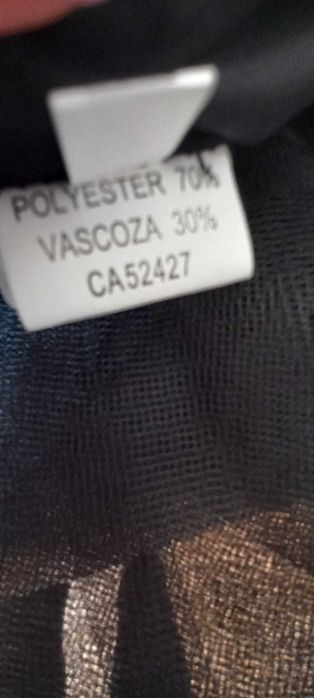 POLYESTER 70%
VASCOZA 30%
CA52427